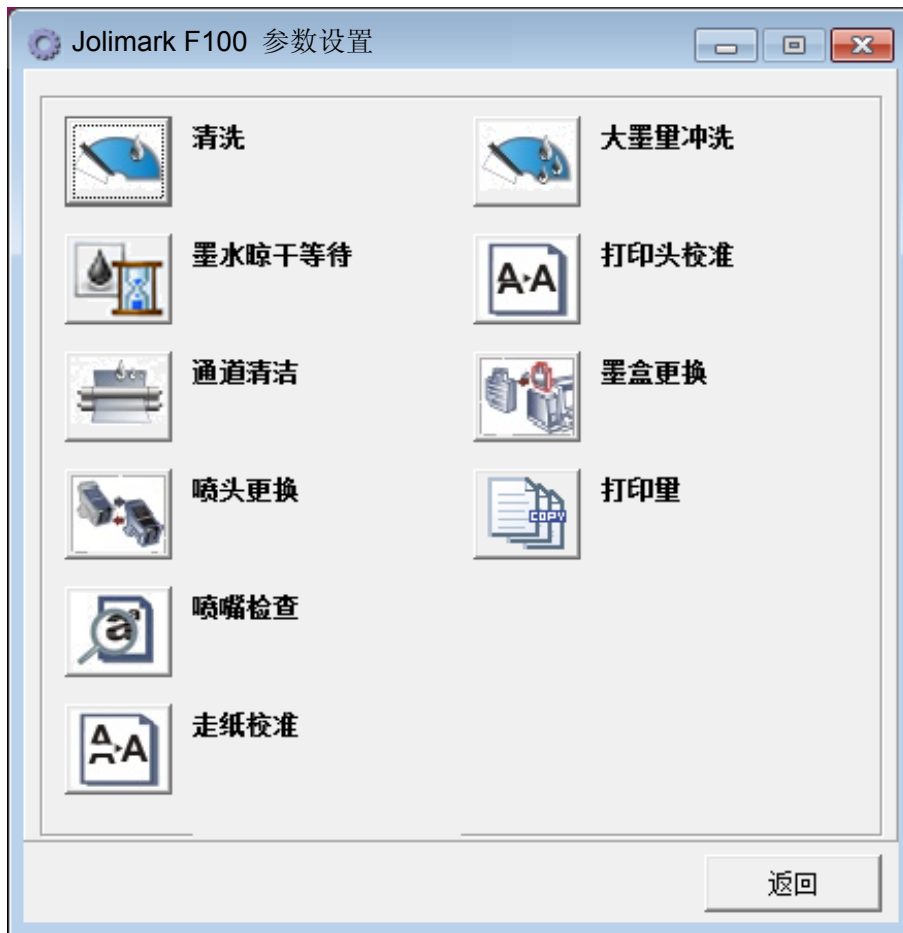 Jolimark F100 参数设置
清洗
大墨量冲洗
墨水晾干等待
打印头校准
A A
通道清洁
墨盒更换
喷头更换
打印量
COPY
喷嘴检查
a a
走纸校准
A A
返回